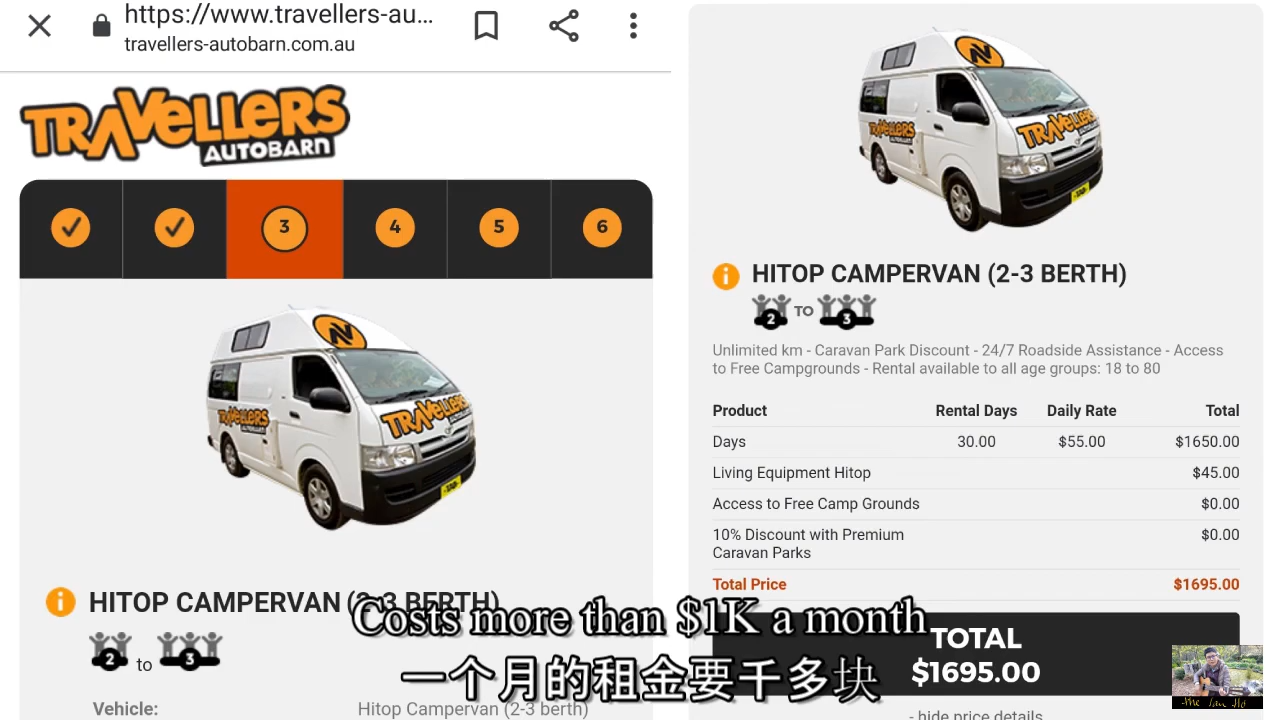 https://www.travellers-au...
travellers-autobarn.com.au
TRAVELLERS
AUTOBARN
3
4
5
6
TRAVELLERS
AUTOBARN
TRAVELLERS
HITOP CAMPERVAN (2-3 BERTH)
2 to 3
Vehicle: Hitop Campervan (2-3 berth)
TRAVELLERS
AUTOBARN
TRAVELLERS
HITOP CAMPERVAN (2-3 BERTH)
2 TO 3
Unlimited km - Caravan Park Discount - 24/7 Roadside Assistance - Access
to Free Campgrounds - Rental available to all age groups: 18 to 80
Product Rental Days Daily Rate Total
Days 30.00 $55.00 $1650.00
Living Equipment Hitop $45.00
Access to Free Camp Grounds $0.00
10% Discount with Premium $0.00
Caravan Parks
Total Price $1695.00
TOTAL
$1695.00
- hide price details
Costs more than $1K a month
一个月的租金要千多块